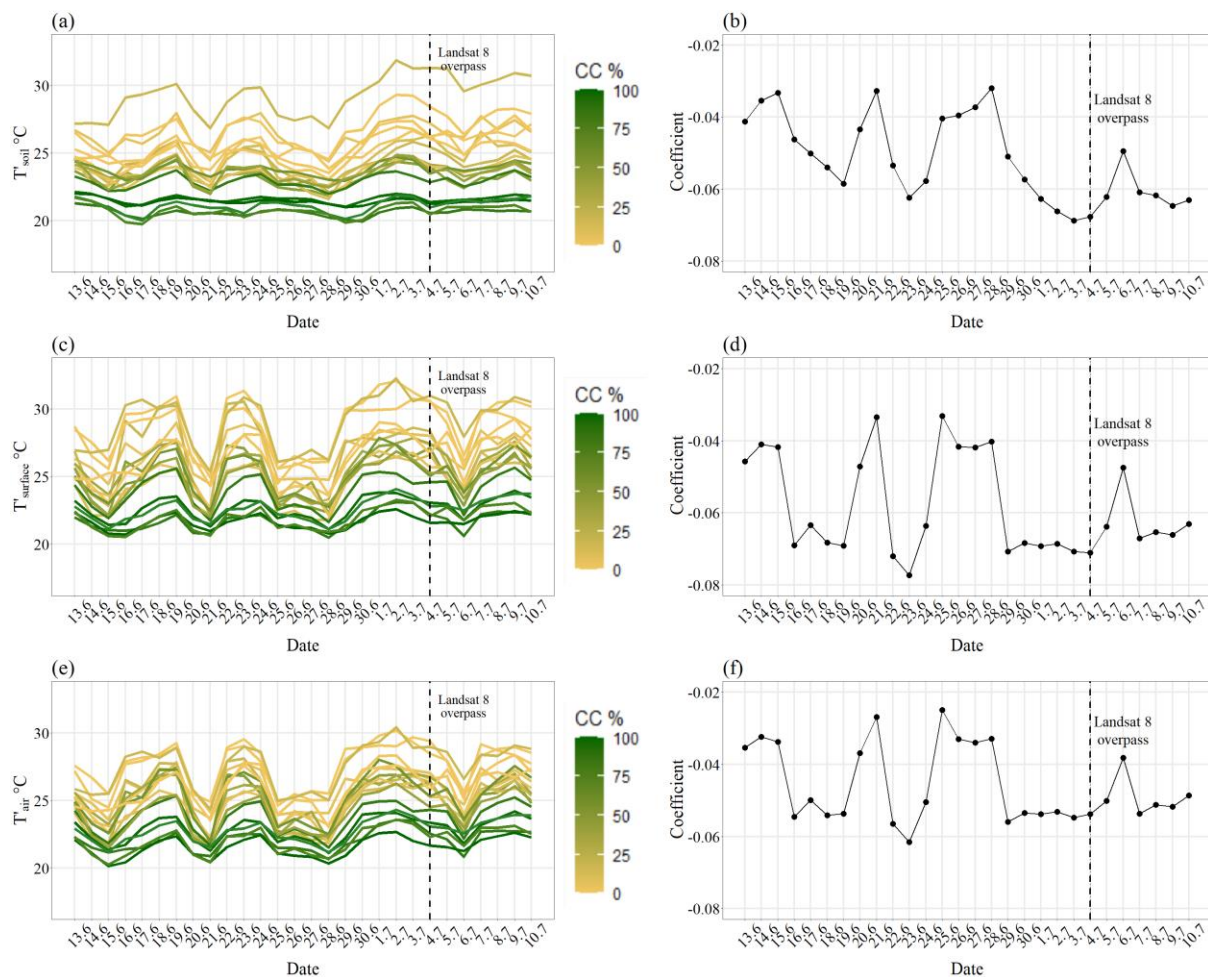 (a)
30
25
20
T'soil °C
13.6 14.6 15.6 16.6 17.6 18.6 19.6 20.6 21.6 22.6 23.6 24.6 25.6 26.6 27.6 28.6 29.6 30.6 1.7 2.7 3.7 4.7 5.7 6.7 7.7 8.7 9.7 10.7
Date
Landsat 8
overpass
CC %
100
75
50
25
0
(b)
-0.02
-0.04
-0.06
-0.08
Coefficient
13.6 14.6 15.6 16.6 17.6 18.6 19.6 20.6 21.6 22.6 23.6 24.6 25.6 26.6 27.6 28.6 29.6 30.6 1.7 2.7 3.7 4.7 5.7 6.7 7.7 8.7 9.7 10.7
Date
Landsat 8
overpass
(c)
30
25
20
T'surface °C
13.6 14.6 15.6 16.6 17.6 18.6 19.6 20.6 21.6 22.6 23.6 24.6 25.6 26.6 27.6 28.6 29.6 30.6 1.7 2.7 3.7 4.7 5.7 6.7 7.7 8.7 9.7 10.7
Date
Landsat 8
overpass
CC %
100
75
50
25
0
(d)
-0.02
-0.04
-0.06
-0.08
Coefficient
13.6 14.6 15.6 16.6 17.6 18.6 19.6 20.6 21.6 22.6 23.6 24.6 25.6 26.6 27.6 28.6 29.6 30.6 1.7 2.7 3.7 4.7 5.7 6.7 7.7 8.7 9.7 10.7
Date
Landsat 8
overpass
(e)
30
25
20
T'air °C
13.6 14.6 15.6 16.6 17.6 18.6 19.6 20.6 21.6 22.6 23.6 24.6 25.6 26.6 27.6 28.6 29.6 30.6 1.7 2.7 3.7 4.7 5.7 6.7 7.7 8.7 9.7 10.7
Date
Landsat 8
overpass
CC %
100
75
50
25
0
(f)
-0.02
-0.04
-0.06
-0.08
Coefficient
13.6 14.6 15.6 16.6 17.6 18.6 19.6 20.6 21.6 22.6 23.6 24.6 25.6 26.6 27.6 28.6 29.6 30.6 1.7 2.7 3.7 4.7 5.7 6.7 7.7 8.7 9.7 10.7
Date
Landsat 8
overpass